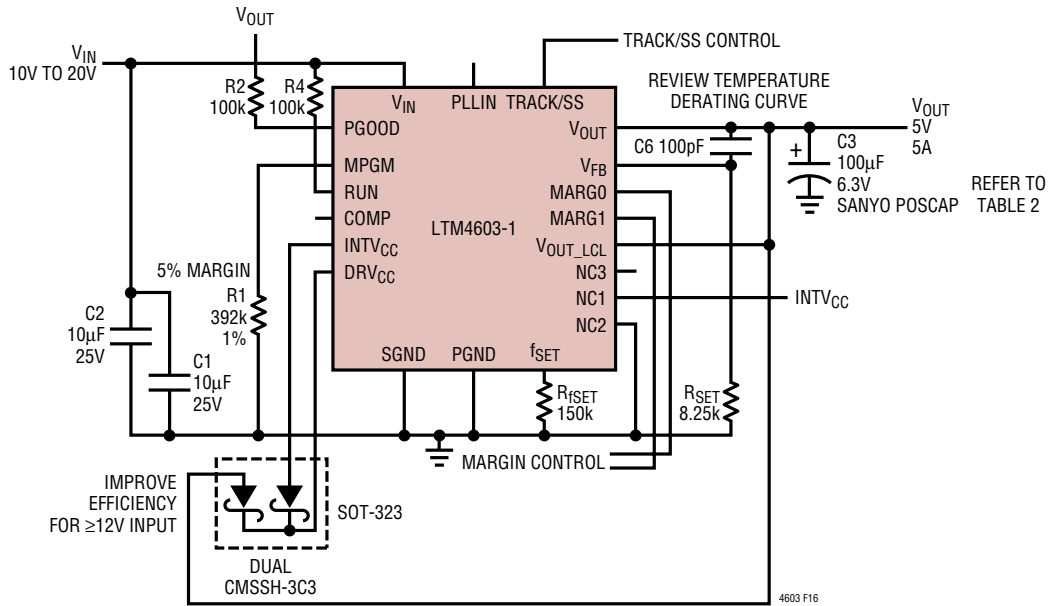 VOUT
VIN
10V TO 20V
R2
100k
R4
100k
TRACK/SS CONTROL
REVIEW TEMPERATURE
DERATING CURVE
VIN
PLLIN
TRACK/SS
PGOOD
MPGM
RUN
COMP
INTVCC
DRVCC
LTM4603-1
VOUT
VFB
MARG0
MARG1
VOUT_LCL
NC3
NC1
NC2
SGND
PGND
fSET
C6 100pF
VOUT
5V
5A
+
C3
100µF
6.3V
SANYO POSCAP
REFER TO
TABLE 2
INTVCC
5% MARGIN
R1
392k
1%
C2
10µF
25V
C1
10µF
25V
RfSET
150k
RSET
8.25k
MARGIN CONTROL
IMPROVE
EFFICIENCY
FOR ≥12V INPUT
SOT-323
DUAL
CMSSH-3C3
4603 F16